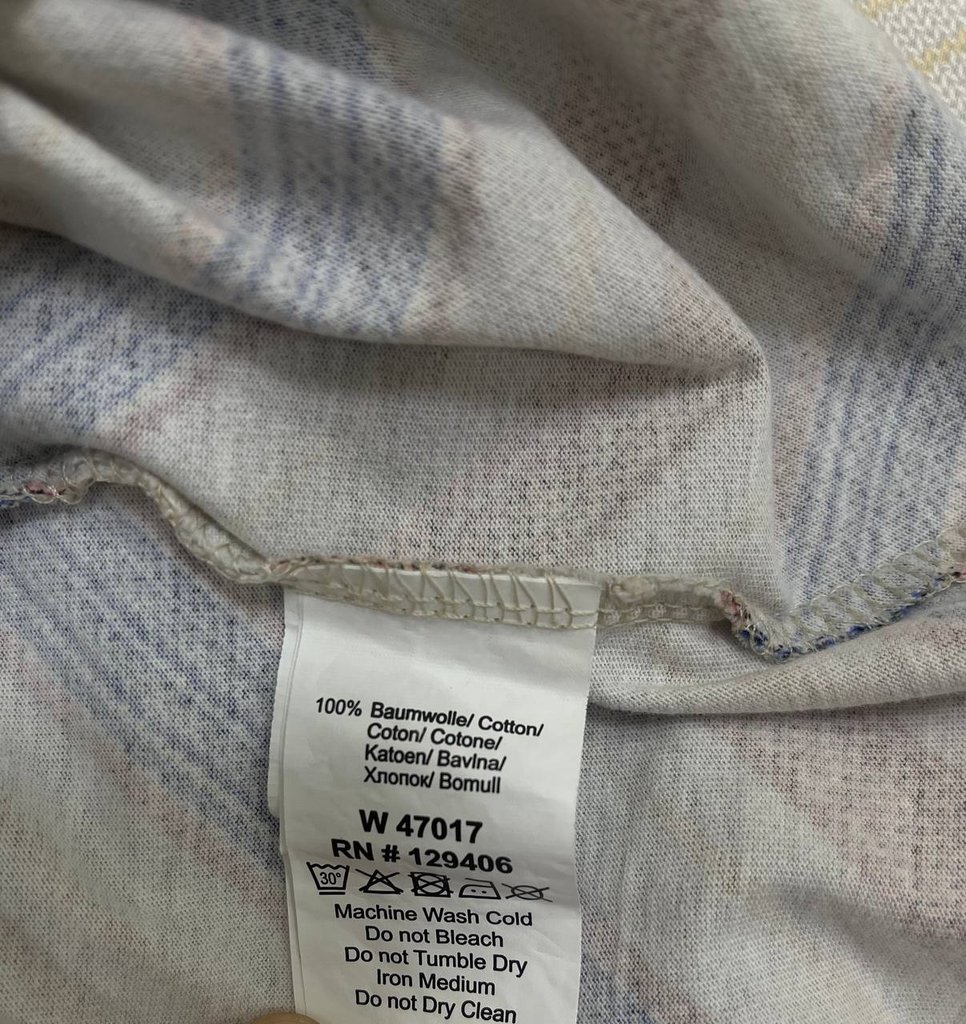 100% Baumwolle/ Cotton/
Coton/ Cotone/
Katoen/ Bavlna/
Хлопок/ Bomull
W 47017
RN # 129406
30°
Machine Wash Cold
Do not Bleach
Do not Tumble Dry
Iron Medium
Do not Dry Clean